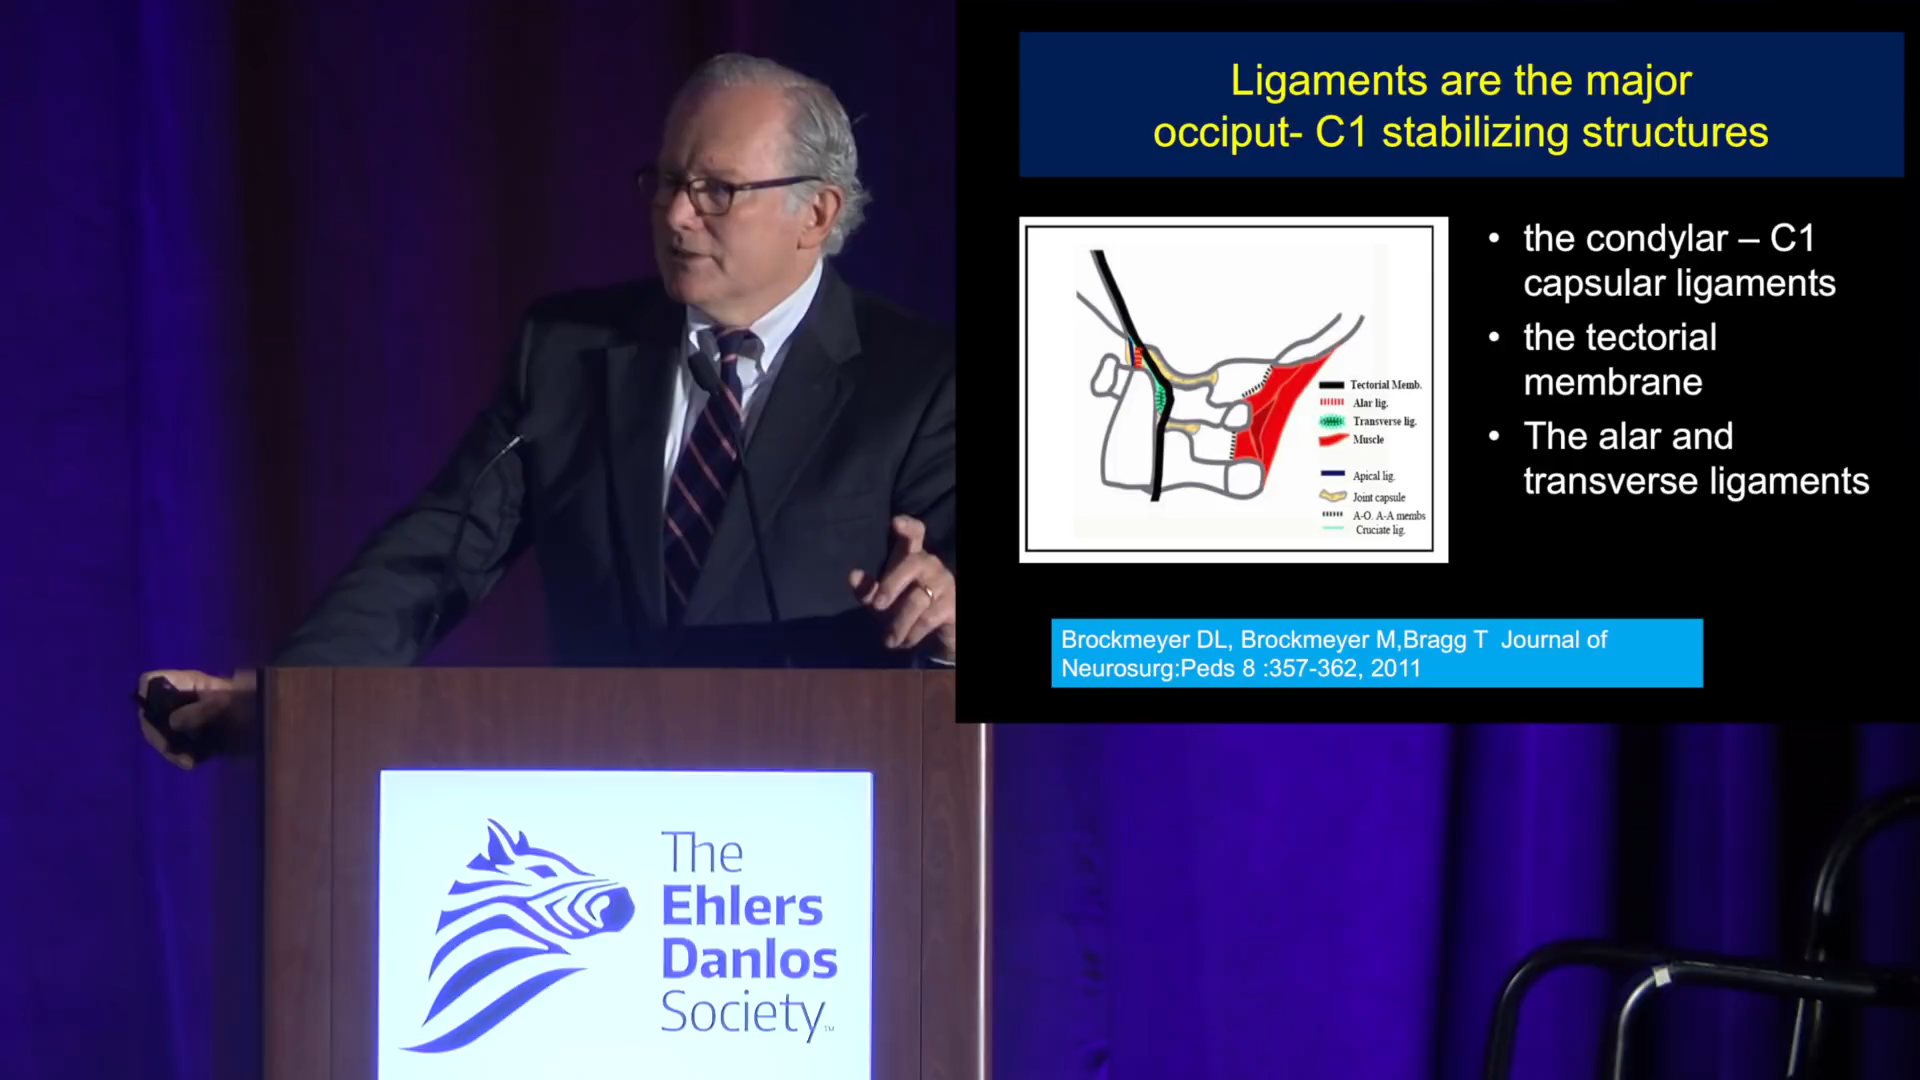 Ligaments are the major
occiput- C1 stabilizing structures
• the condylar – C1
capsular ligaments
• the tectorial
membrane
• The alar and
transverse ligaments
Tectorial Memb.
Alar lig.
Transverse lig.
Muscle
Apical lig.
Joint capsule
A-O. A-A membs
Cruciate lig.
Brockmeyer DL, Brockmeyer M,Bragg T Journal of
Neurosurg:Peds 8 :357-362, 2011
The
Ehlers
Danlos
Society™